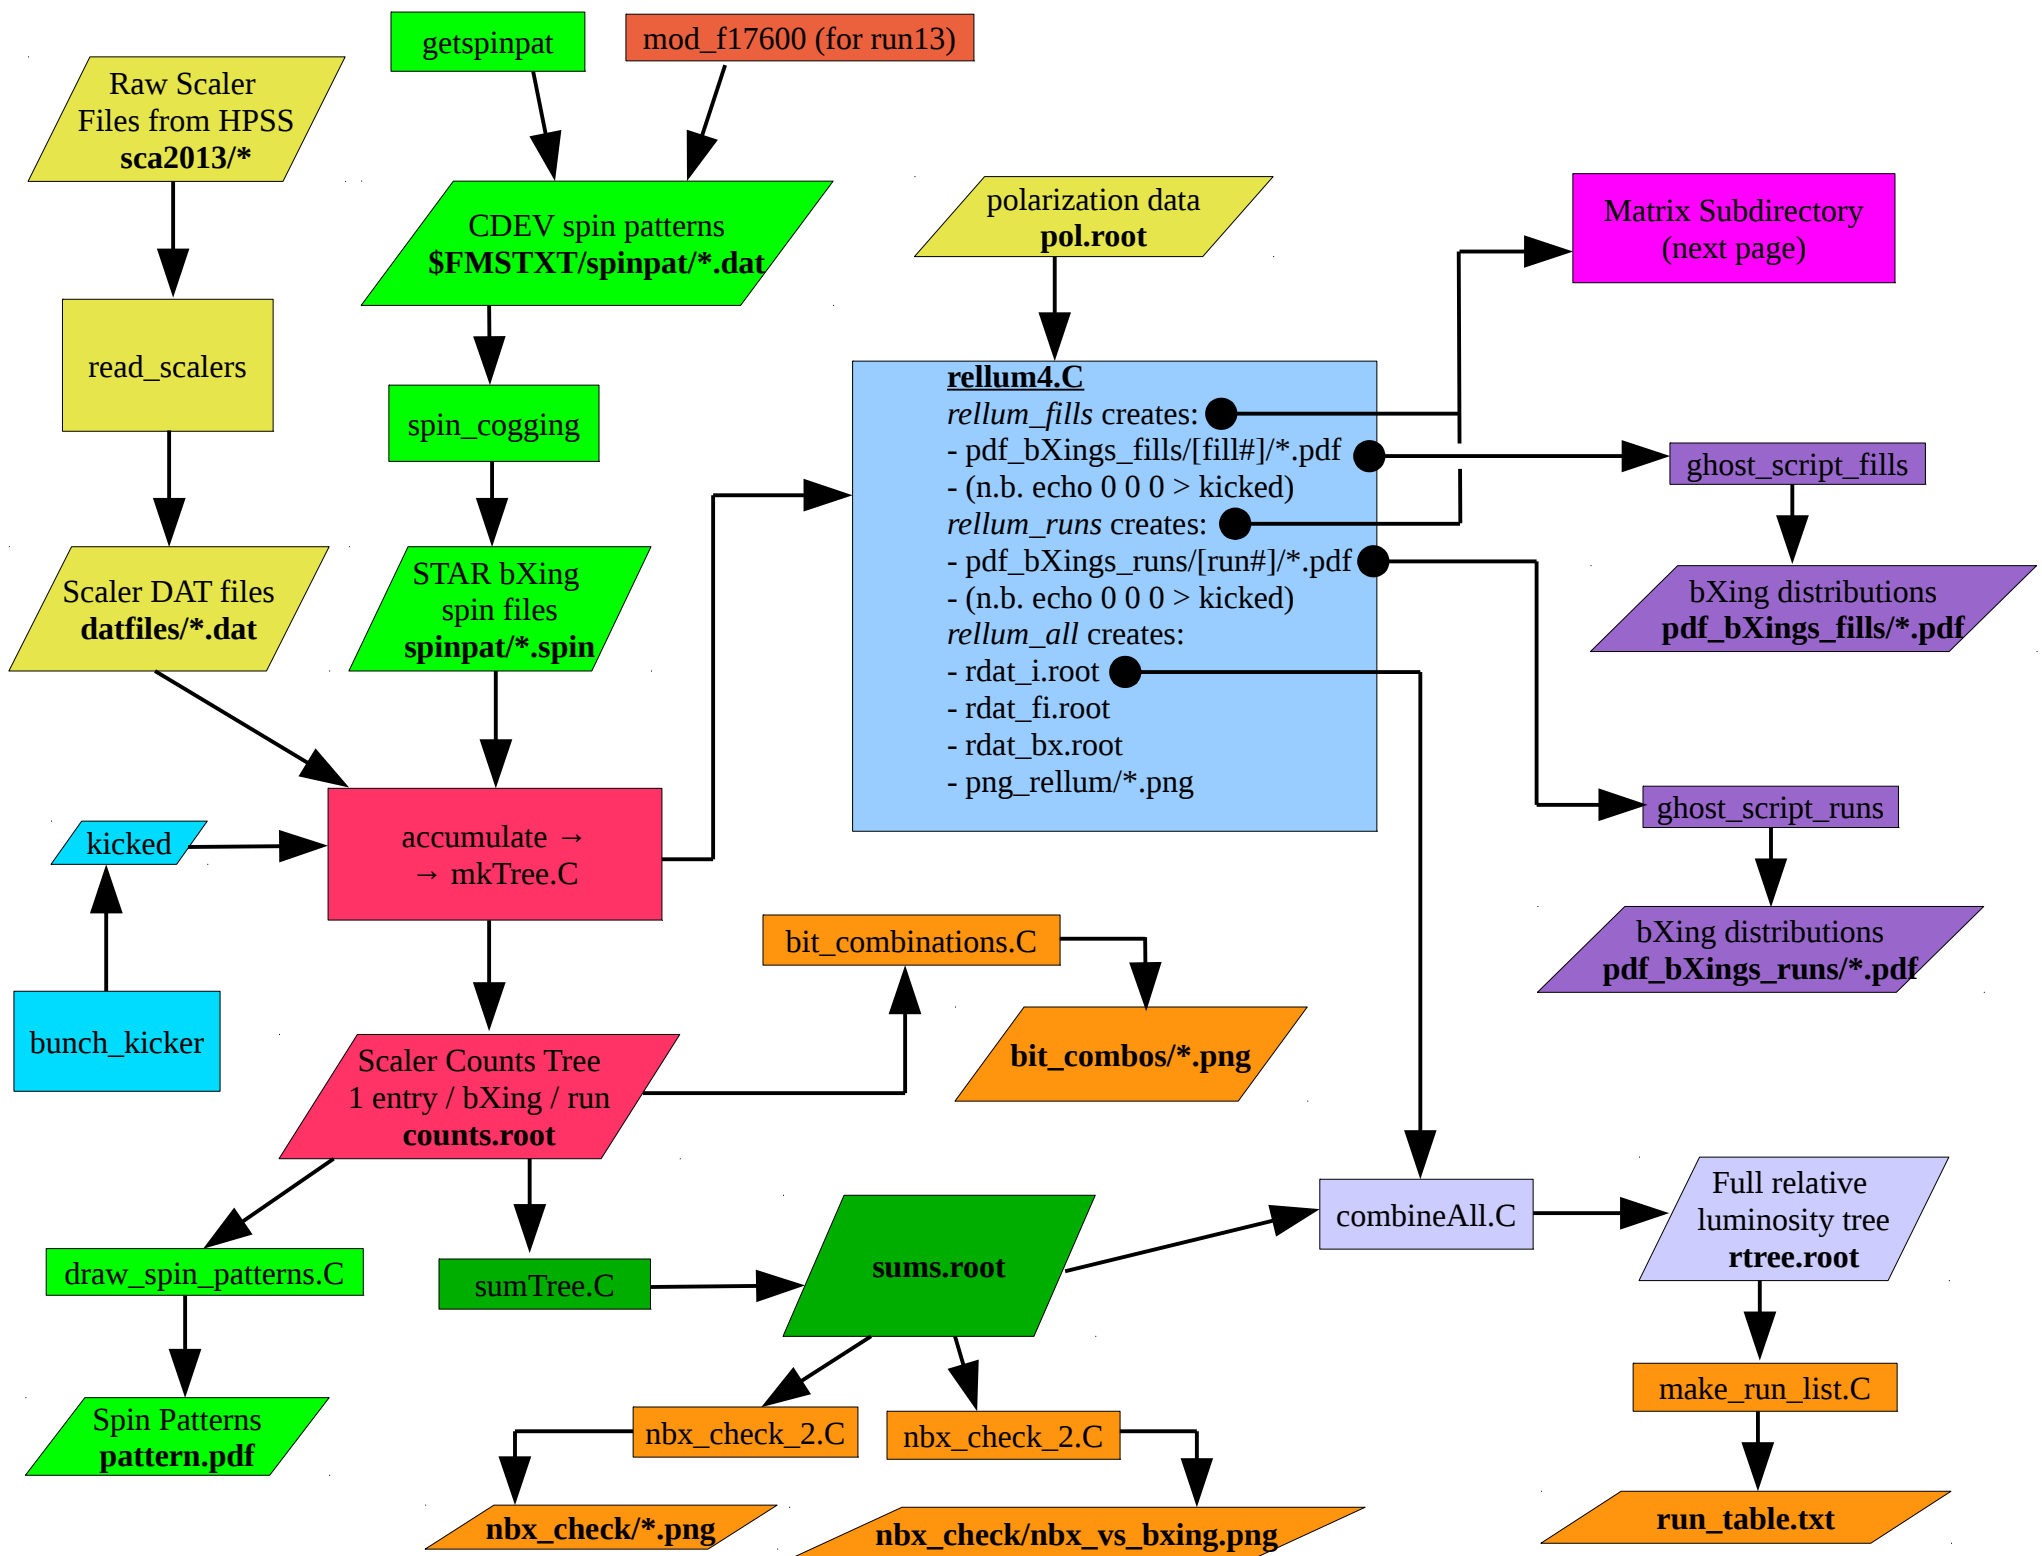 getspinpat
mod_f17600 (for run13)
Raw Scaler
Files from HPSS
sca2013/*
CDEV spin patterns
$FMSTXT/spinpat/*.dat
polarization data
pol.root
Matrix Subdirectory
(next page)
read_scalers
spin_cogging
rellum4.C
rellum_fills creates:
- pdf_bXings_fills/[fill#]/*.pdf
- (n.b. echo 0 0 0 > kicked)
rellum_runs creates:
- pdf_bXings_runs/[run#]/*.pdf
- (n.b. echo 0 0 0 > kicked)
rellum_all creates:
- rdat_i.root
- rdat_fi.root
- rdat_bx.root
- png_rellum/*.png
ghost_script_fills
bXing distributions
pdf_bXings_fills/*.pdf
Scaler DAT files
datfiles/*.dat
STAR bXing
spin files
spinpat/*.spin
ghost_script_runs
bXing distributions
pdf_bXings_runs/*.pdf
kicked
accumulate →
→ mkTree.C
bunch_kicker
bit_combinations.C
bit_combos/*.png
Scaler Counts Tree
1 entry / bXing / run
counts.root
draw_spin_patterns.C
sumTree.C
sums.root
combineAll.C
Full relative
luminosity tree
rtree.root
Spin Patterns
pattern.pdf
nbx_check_2.C
nbx_check_2.C
make_run_list.C
nbx_check/*.png
nbx_check/nbx_vs_bxing.png
run_table.txt